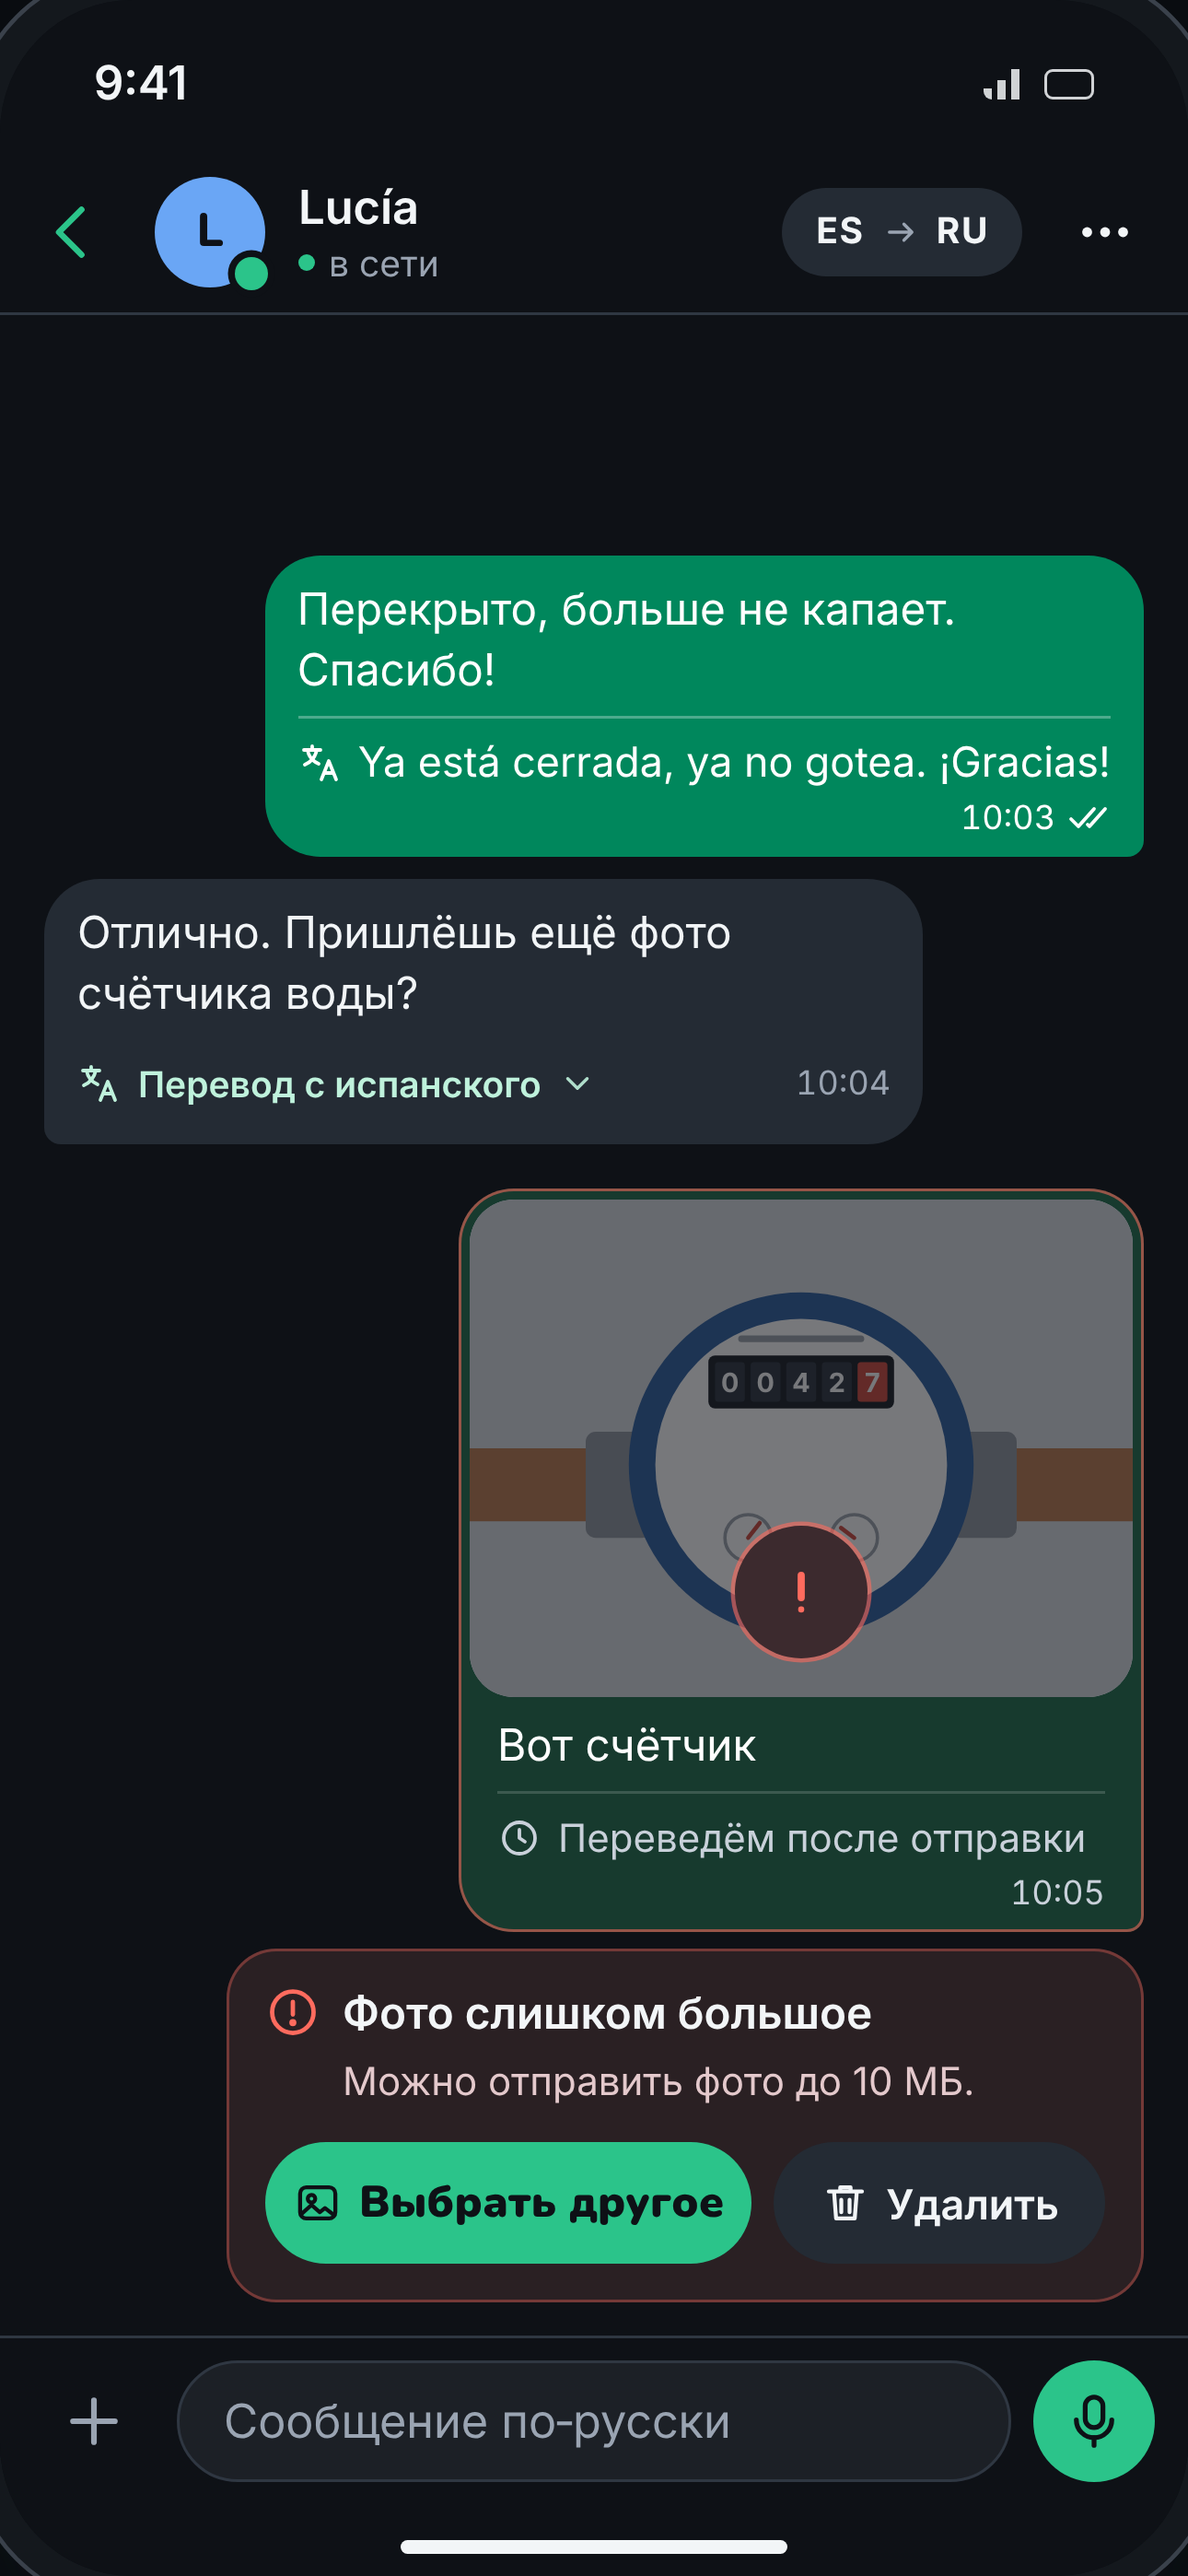 9:41
L
Lucía
в сети
ES → RU
Перекрыто, больше не капает.
Спасибо!
Ya está cerrada, ya no gotea. ¡Gracias!
10:03
Отлично. Пришлёшь ещё фото
счётчика воды?
Перевод с испанского
10:04
0 0 4 2 7
Вот счётчик
Переведём после отправки
10:05
Фото слишком большое
Можно отправить фото до 10 МБ.
Выбрать другое
Удалить
Сообщение по-русски